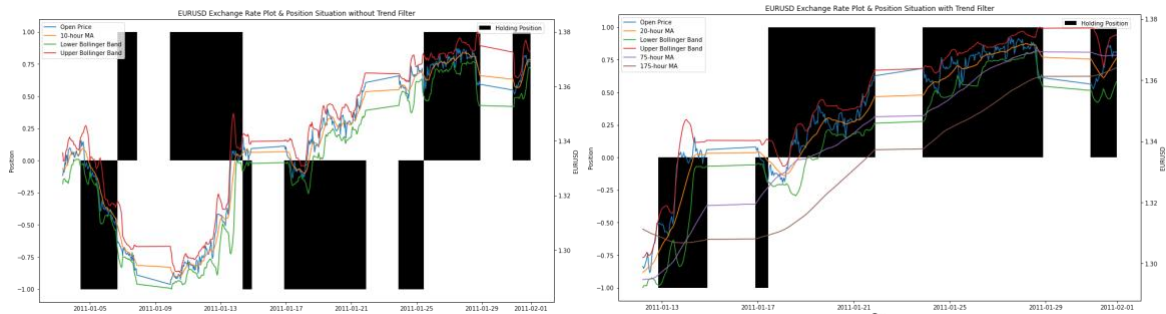 EURUSD Exchange Rate Plot & Position Situation without Trend Filter
Open Price
10-hour MA
Lower Bollinger Band
Upper Bollinger Band
Holding Position
1.00
0.75
0.50
0.25
0.00
−0.25
−0.50
−0.75
−1.00
Position
1.38
1.36
1.34
1.32
1.30
EURUSD
2011-01-05
2011-01-09
2011-01-13
2011-01-17
2011-01-21
2011-01-25
2011-01-29
2011-02-01
EURUSD Exchange Rate Plot & Position Situation with Trend Filter
Open Price
20-hour MA
Lower Bollinger Band
Upper Bollinger Band
75-hour MA
175-hour MA
Holding Position
1.00
0.75
0.50
0.25
0.00
−0.25
−0.50
−0.75
−1.00
Position
1.38
1.36
1.34
1.32
1.30
EURUSD
2011-01-13
2011-01-17
2011-01-21
2011-01-25
2011-01-29
2011-02-01